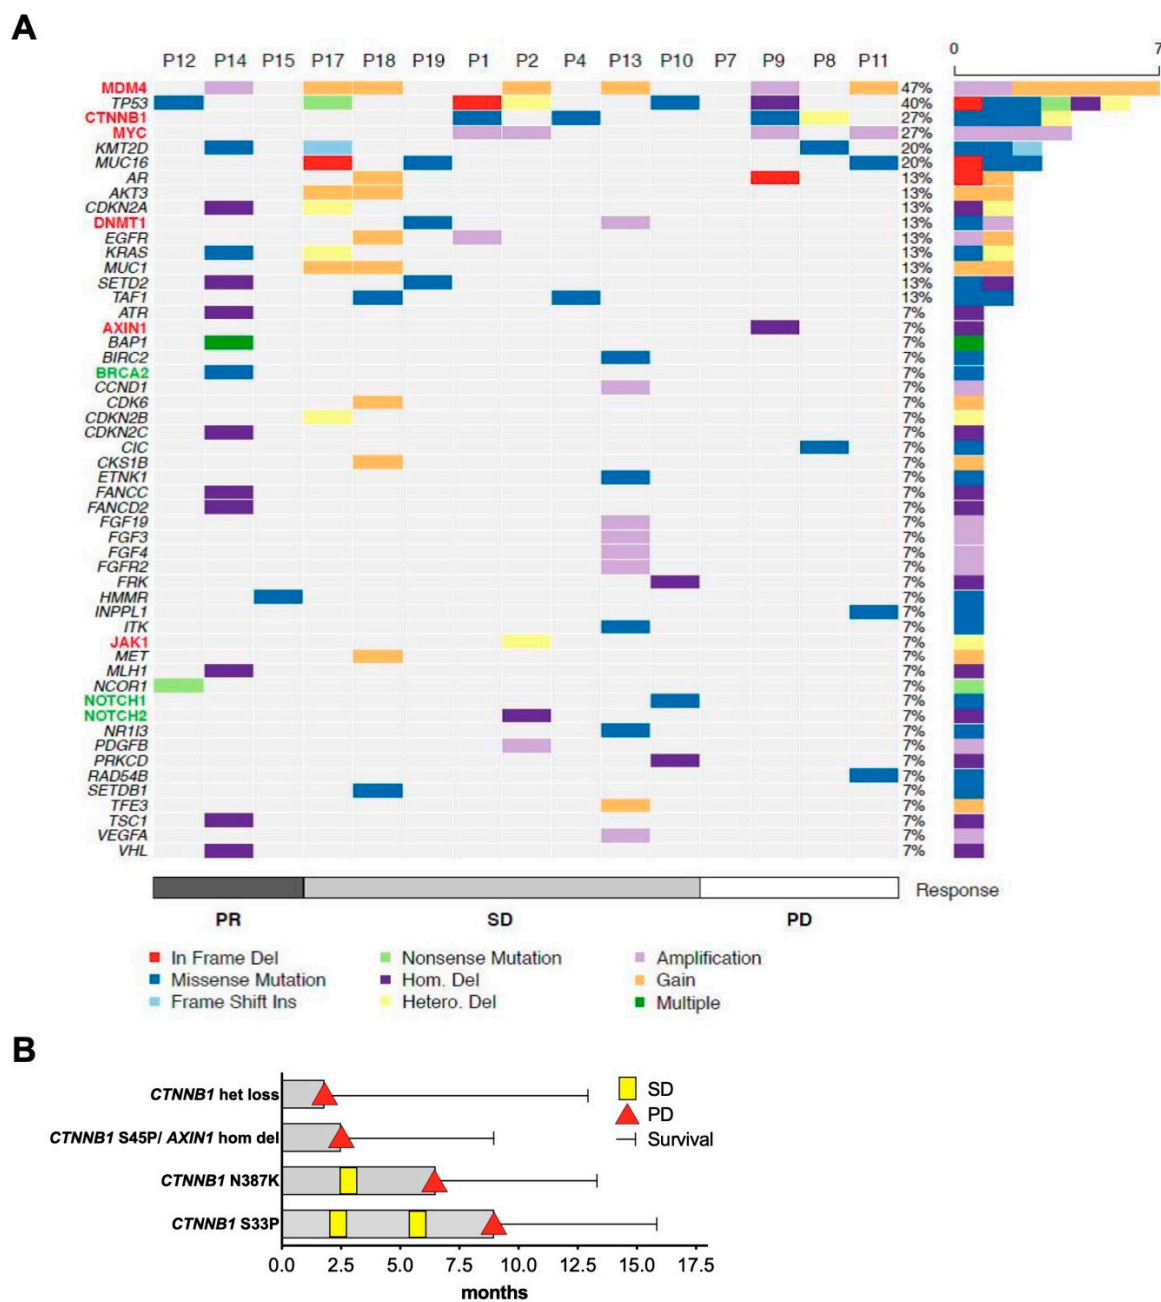 A
P12 P14 P15 P17 P18 P19 P1 P2 P4 P13 P10 P7 P9 P8 P11 0 7
MDM4 47%
TP53 40%
CTNNB1 27%
MYC 27%
KMT2D 20%
MUC16 20%
AR 13%
AKT3 13%
CDKN2A 13%
DNMT1 13%
EGFR 13%
KRAS 13%
MUC1 13%
SETD2 13%
TAF1 13%
ATR 7%
AXIN1 7%
BAP1 7%
BIRC2 7%
BRCA2 7%
CCND1 7%
CDK6 7%
CDKN2B 7%
CDKN2C 7%
CIC 7%
CKS1B 7%
ETNK1 7%
FANCC 7%
FANCD2 7%
FGF19 7%
FGF3 7%
FGF4 7%
FGFR2 7%
FRK 7%
HMMR 7%
INPPL1 7%
ITK 7%
JAK1 7%
MET 7%
MLH1 7%
NCOR1 7%
NOTCH1 7%
NOTCH2 7%
NR1I3 7%
PDGFB 7%
PRKCD 7%
RAD54B 7%
SETDB1 7%
TFE3 7%
TSC1 7%
VEGFA 7%
VHL 7%
Response
PR SD PD
In Frame Del Nonsense Mutation Amplification
Missense Mutation Hom. Del Gain
Frame Shift Ins Hetero. Del Multiple
B
CTNNB1 het loss SD
PD
CTNNB1 S45P/ AXIN1 hom del Survival
CTNNB1 N387K
CTNNB1 S33P
0.0 2.5 5.0 7.5 10.0 12.5 15.0 17.5
months